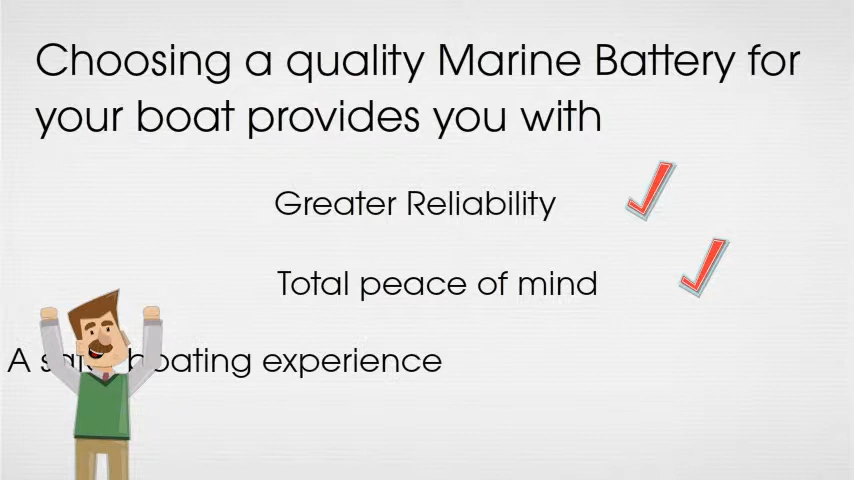 Choosing a quality Marine Battery for
your boat provides you with
Greater Reliability
Total peace of mind
A boating experience